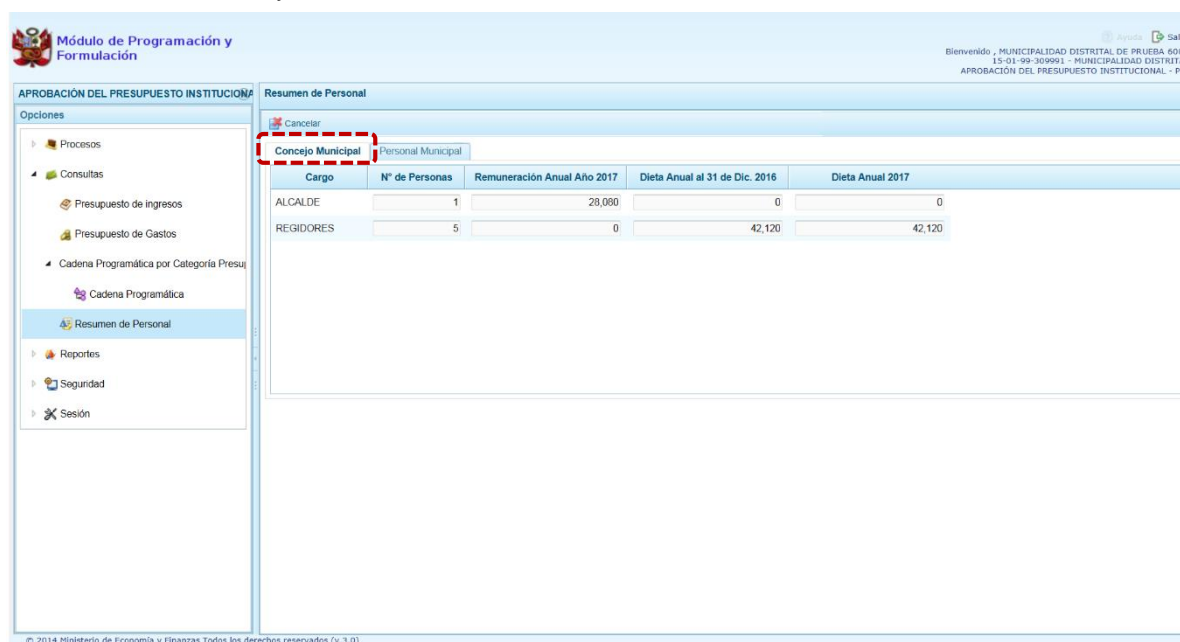 Módulo de Programación y
Formulación
Ayuda Sal
Bienvenido , MUNICIPALIDAD DISTRITAL DE PRUEBA 60
15-01-99-309991 - MUNICIPALIDAD DISTRIT
APROBACIÓN DEL PRESUPUESTO INSTITUCIONAL - P
APROBACIÓN DEL PRESUPUESTO INSTITUCIONA
Resumen de Personal
Opciones
Cancelar
Procesos
Consultas
Presupuesto de ingresos
Presupuesto de Gastos
Cadena Programática por Categoría Presup
Cadena Programática
Resumen de Personal
Reportes
Seguridad
Sesión
Concejo Municipal Personal Municipal
Cargo N° de Personas Remuneración Anual Año 2017 Dieta Anual al 31 de Dic. 2016 Dieta Anual 2017
ALCALDE 1 28,080 0 0
REGIDORES 5 0 42,120 42,120
© 2014 Ministerio de Economía y Finanzas Todos los derechos reservados (v 3.0)